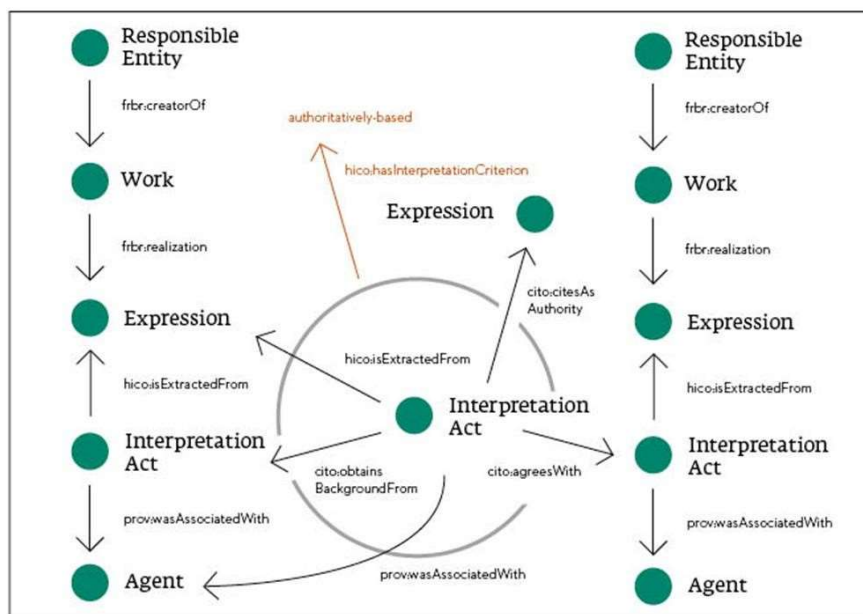 Responsible
Entity
frbr:creatorOf
Work
frbr:realization
Expression
hico:isExtractedFrom
Interpretation
Act
prov:wasAssociatedWith
Agent
authoritatively-based
hico:hasInterpretationCriterion
Expression
cito:citesAs
Authority
hico:isExtractedFrom
Interpretation
Act
cito:obtains
BackgroundFrom
cito:agreesWith
prov:wasAssociatedWith
Responsible
Entity
frbr:creatorOf
Work
frbr:realization
Expression
hico:isExtractedFrom
Interpretation
Act
prov:wasAssociatedWith
Agent